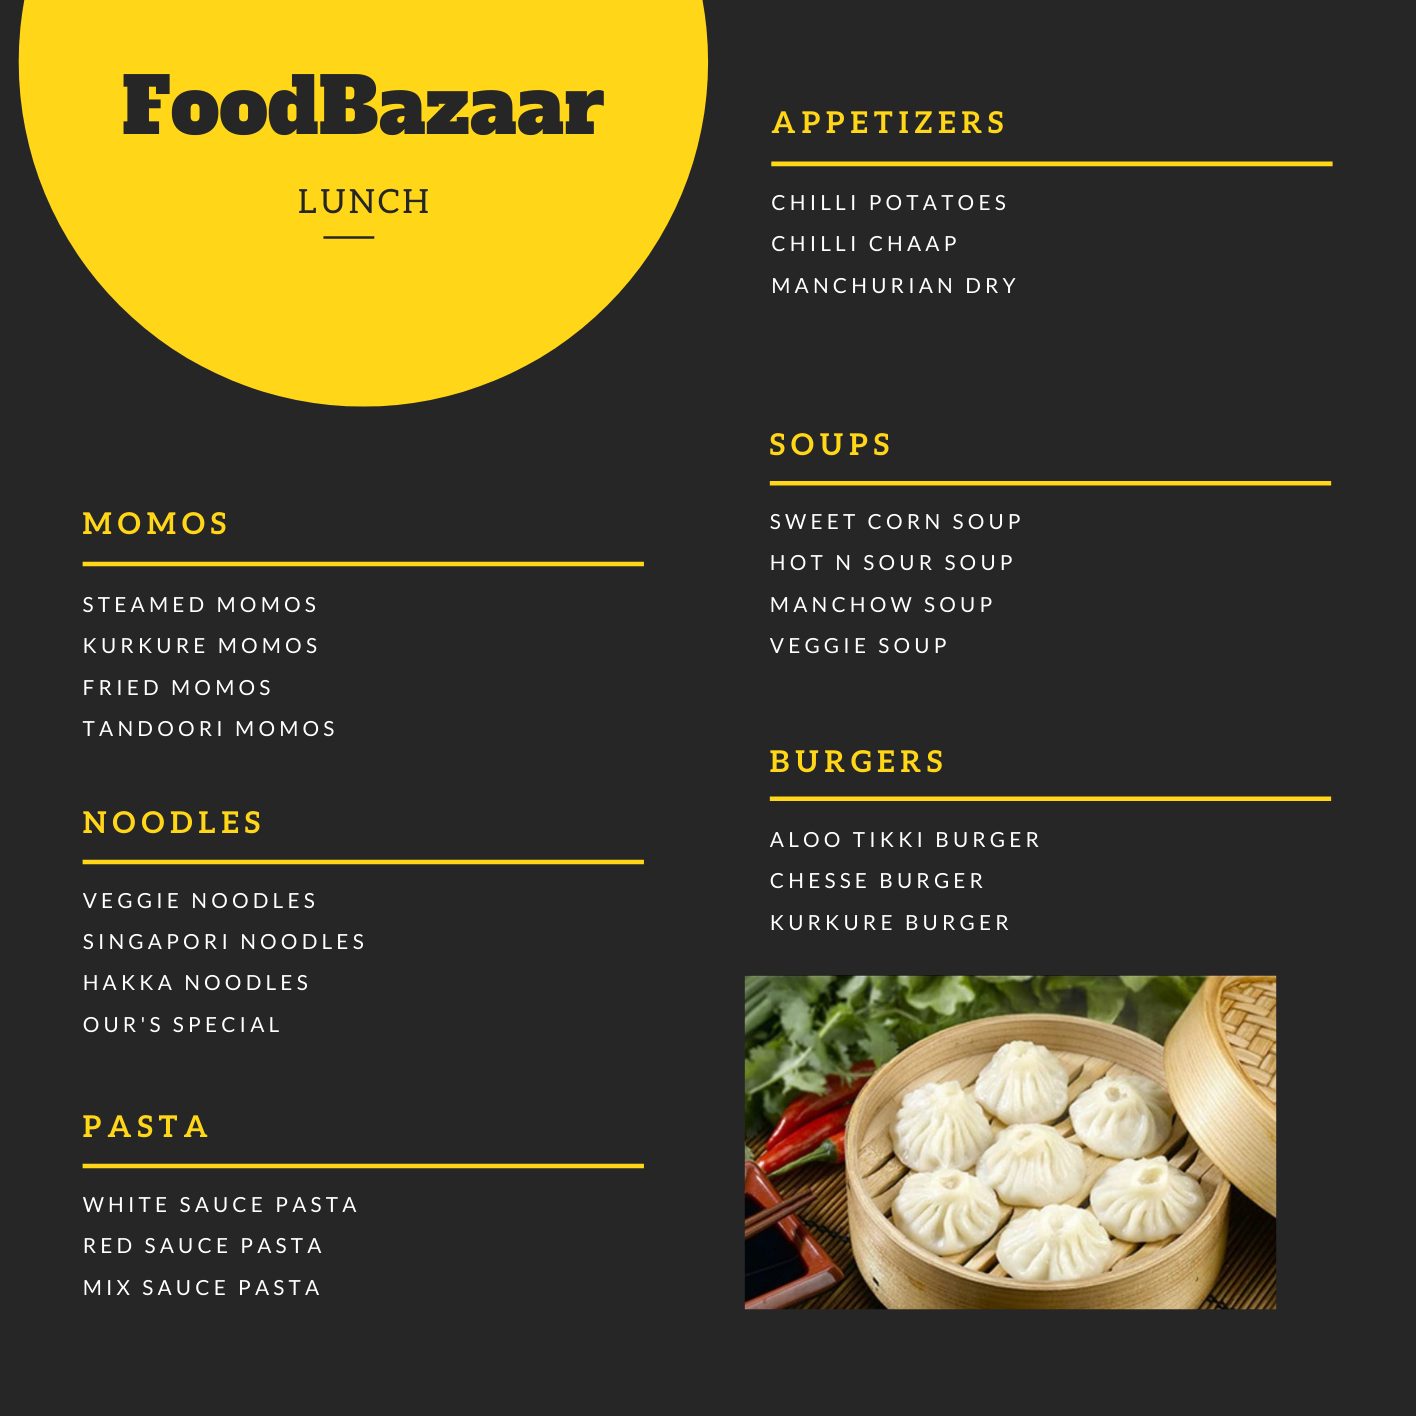 FoodBazaar
LUNCH
MOMOS
STEAMED MOMOS
KURKURE MOMOS
FRIED MOMOS
TANDOORI MOMOS
NOODLES
VEGGIE NOODLES
SINGAPORI NOODLES
HAKKA NOODLES
OUR'S SPECIAL
PASTA
WHITE SAUCE PASTA
RED SAUCE PASTA
MIX SAUCE PASTA
APPETIZERS
CHILLI POTATOES
CHILLI CHAAP
MANCHURIAN DRY
SOUPS
SWEET CORN SOUP
HOT N SOUR SOUP
MANCHOW SOUP
VEGGIE SOUP
BURGERS
ALOO TIKKI BURGER
CHESSE BURGER
KURKURE BURGER